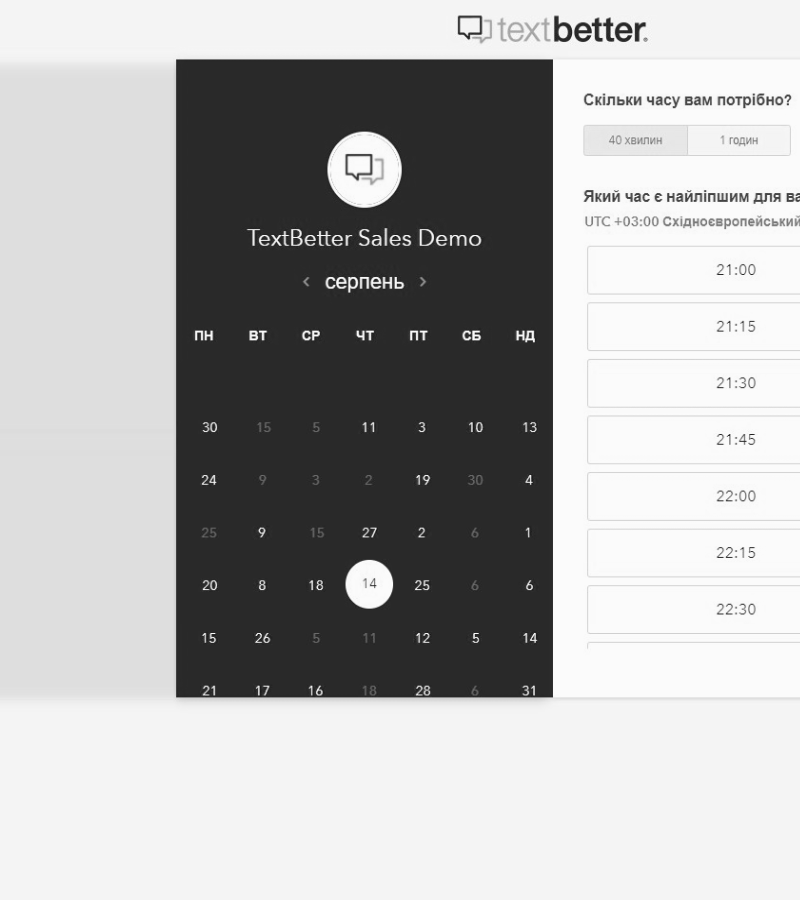 textbetter.
TextBetter Sales Demo
серпень
ПН ВТ СР ЧТ ПТ СБ НД
30 15 5 11 3 10 13
24 9 3 2 19 30 4
25 9 15 27 2 6 1
20 8 18 14 25 6 6
15 26 5 11 12 5 14
21 17 16 18 28 6 31
Скільки часу вам потрібно?
40 хвилин 1 годин
Який час є найліпшим для ва
UTC +03:00 Східноєвропейський
21:00
21:15
21:30
21:45
22:00
22:15
22:30